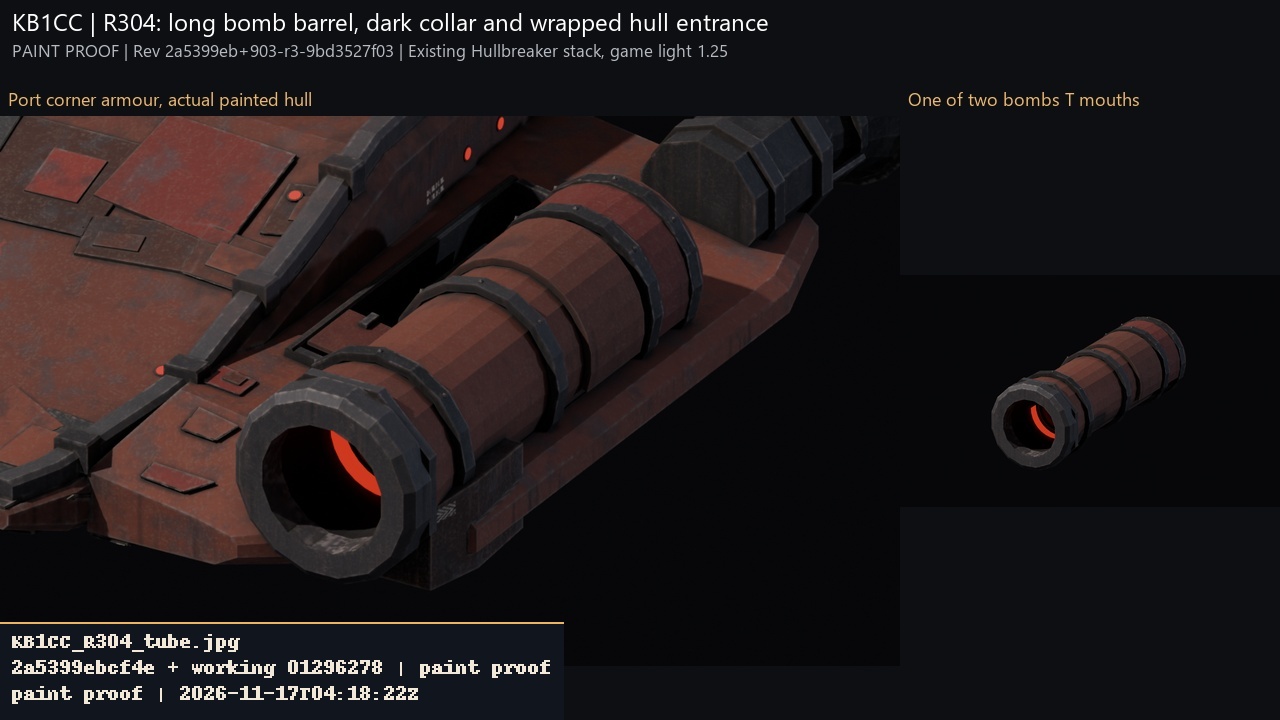 KB1CC | R304: long bomb barrel, dark collar and wrapped hull entrance
PAINT PROOF | Rev 2a5399eb+903-r3-9bd3527f03 | Existing Hullbreaker stack, game light 1.25
Port corner armour, actual painted hull
One of two bombs T mouths
KB1CC_R304_tube.jpg
2a5399ebcf4e + working 01296278 | paint proof
paint proof | 2026-11-17T04:18:22Z